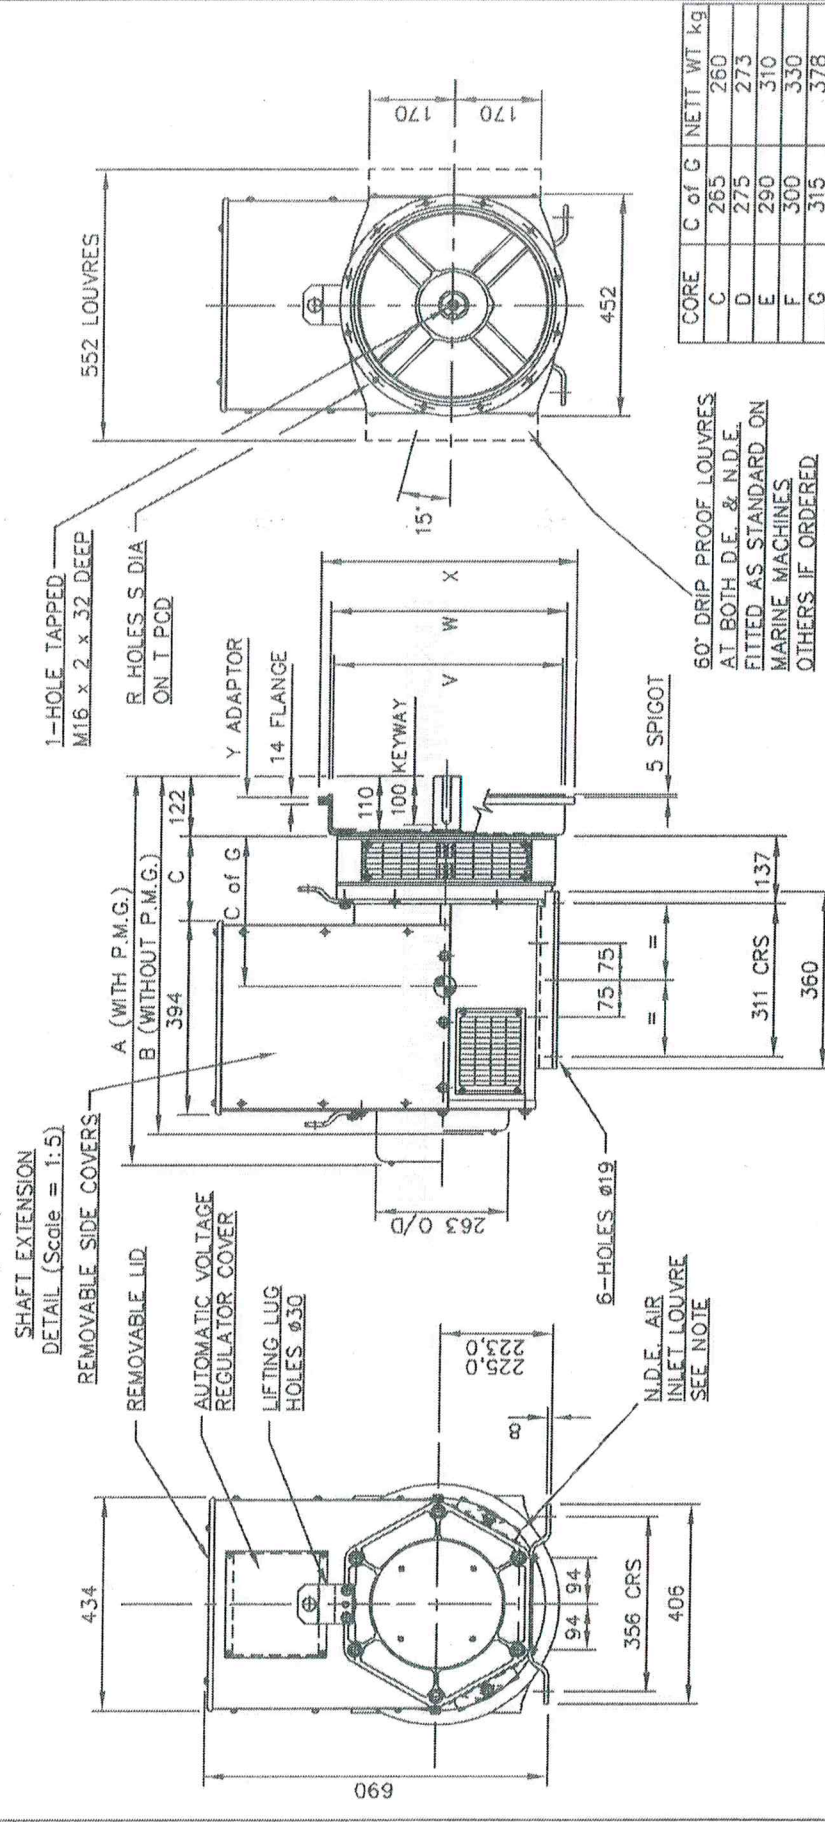 SHAFT EXTENSION
DETAIL (Scale = 1:5)
REMOVABLE SIDE COVERS
REMOVABLE LID
AUTOMATIC VOLTAGE
REGULATOR COVER
LIFTING LUG
HOLES ø30
434
690
225,0
223,0
8
94 94
356 CRS
406
N.D.E. AIR
INLET LOUVRE
SEE NOTE
A (WITH P.M.G.)
B (WITHOUT P.M.G.)
394
C
122
C of G
110
100 KEYWAY
Y ADAPTOR
14 FLANGE
V
W
X
5 SPIGOT
263 O/D
6-HOLES ø19
75 75
= =
311 CRS
137
360
1-HOLE TAPPED
M16 x 2 x 32 DEEP
R HOLES S DIA
ON T PCD
552 LOUVRES
170
170
15°
452
60° DRIP PROOF LOUVRES
AT BOTH D.E. & N.D.E.
FITTED AS STANDARD ON
MARINE MACHINES
OTHERS IF ORDERED
CORE C of G NETT WT kg
C 265 260
D 275 273
E 290 310
F 300 330
G 315 378